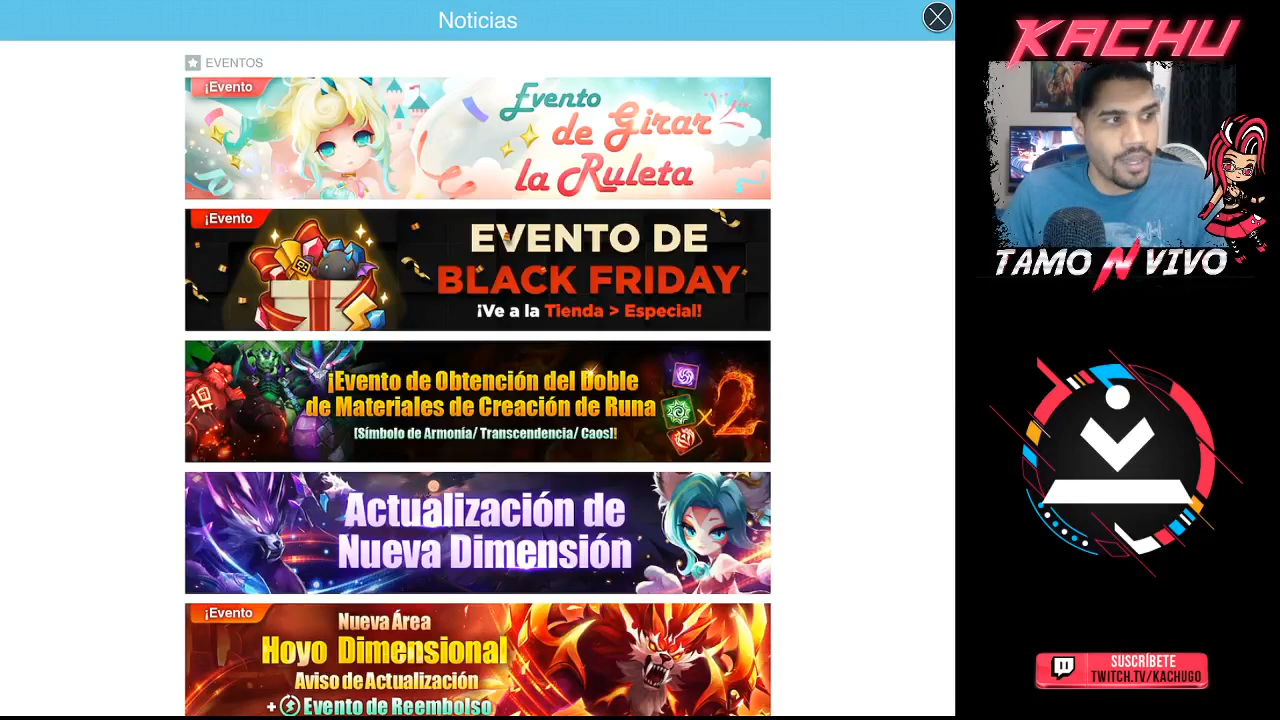 Noticias
EVENTOS
¡Evento
Evento
de Girar
la Ruleta
¡Evento
EVENTO DE
BLACK FRIDAY
¡Ve a la Tienda > Especial!
¡Evento de Obtención del Doble
de Materiales de Creación de Runa
x2
[Símbolo de Armonía/ Transcendencia/ Caos]!
Actualización de
Nueva Dimensión
¡Evento
Nueva Área
Hoyo Dimensional
Aviso de Actualización
+ Evento de Reembolso
KACHU
TAMO N VIVO
SUSCRÍBETE
TWITCH.TV/KACHUGO